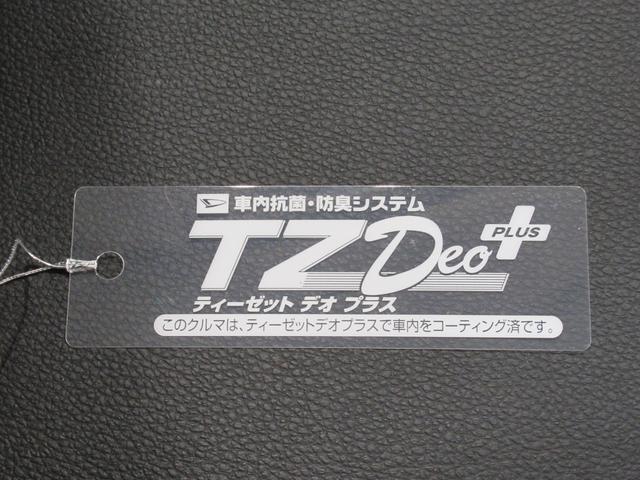 車内抗菌・防臭システム
TZ Deo PLUS
ティーゼット デオ プラス
このクルマは、ティーゼットデオプラスで車内をコーティング済です。